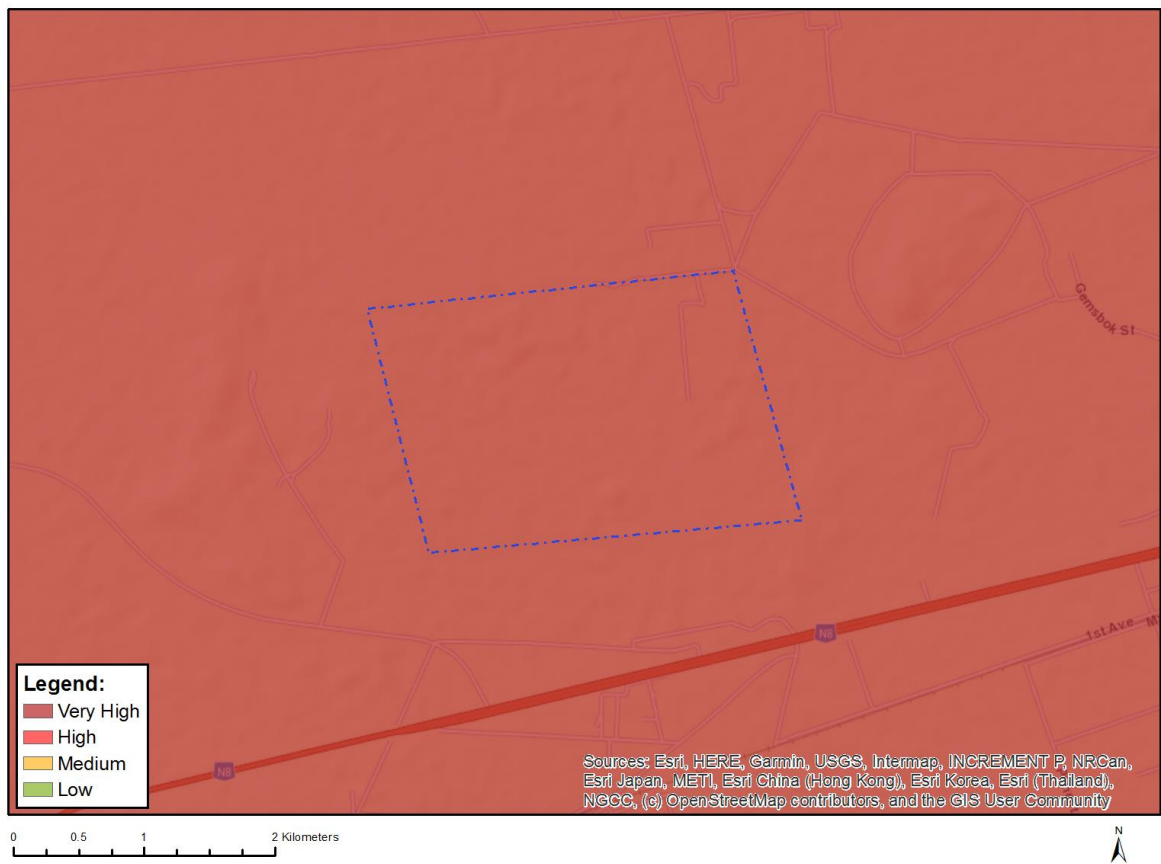 Gemsbok St
N8
1st Ave
N8
Legend:
Very High
High
Medium
Low
Sources: Esri, HERE, Garmin, USGS, Intermap, INCREMENT P, NRCan,
Esri Japan, METI, Esri China (Hong Kong), Esri Korea, Esri (Thailand),
NGCC, (c) OpenStreetMap contributors, and the GIS User Community
0 0.5 1 2 Kilometers
N